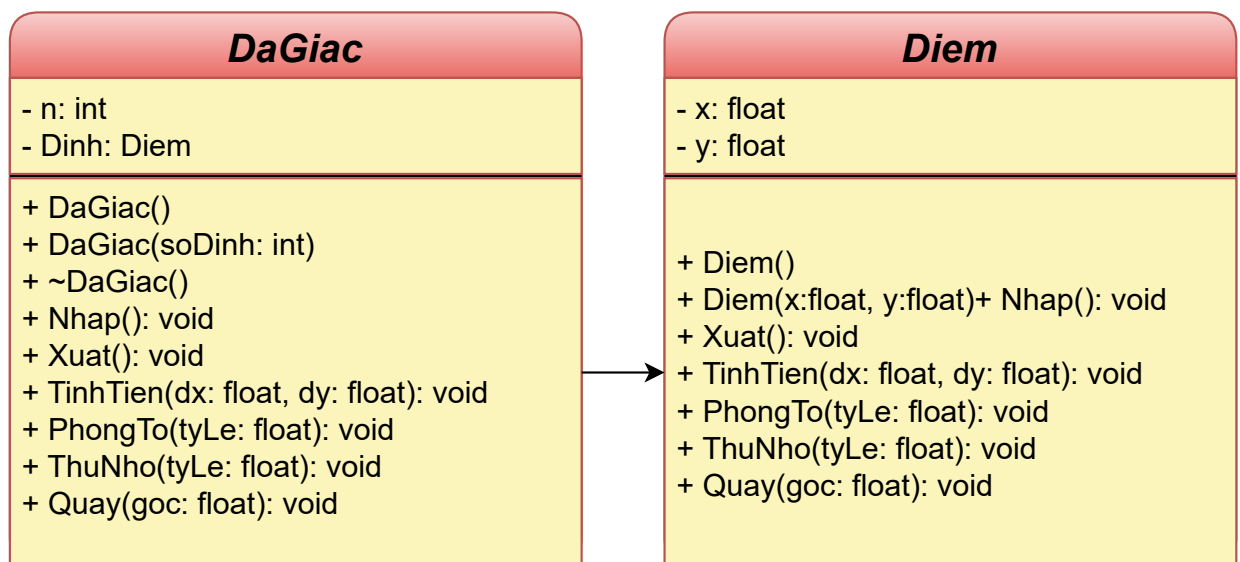 DaGiac
- n: int
- Dinh: Diem
+ DaGiac()
+ DaGiac(soDinh: int)
+ ~DaGiac()
+ Nhap(): void
+ Xuat(): void
+ TinhTien(dx: float, dy: float): void
+ PhongTo(tyLe: float): void
+ ThuNho(tyLe: float): void
+ Quay(goc: float): void
Diem
- x: float
- y: float
+ Diem()
+ Diem(x:float, y:float)+ Nhap(): void
+ Xuat(): void
+ TinhTien(dx: float, dy: float): void
+ PhongTo(tyLe: float): void
+ ThuNho(tyLe: float): void
+ Quay(goc: float): void